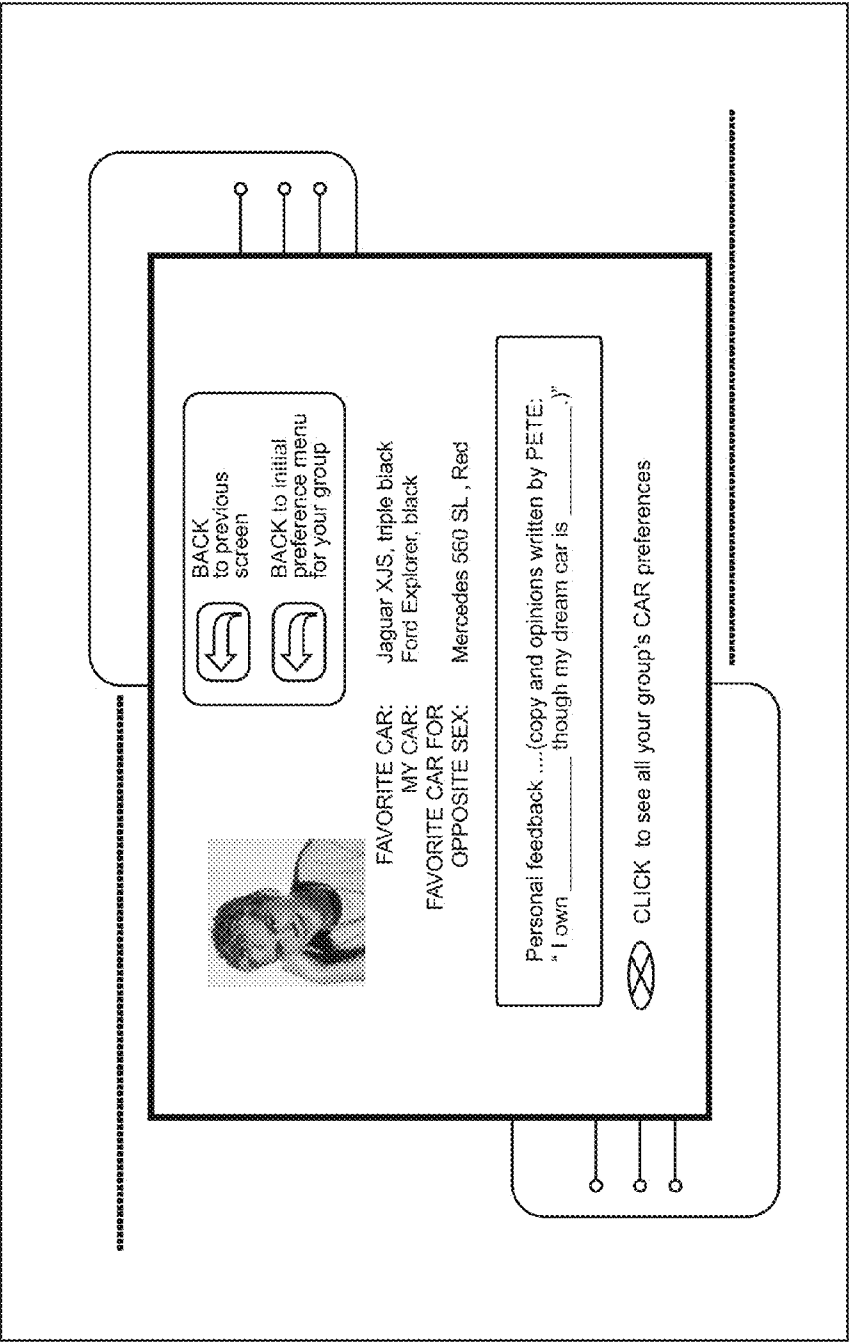 BACK
to previous
screen
BACK to initial
preference menu
for your group
FAVORITE CAR: Jaguar XJS, triple black
MY CAR: Ford Explorer, black
FAVORITE CAR FOR
OPPOSITE SEX: Mercedes 560 SL , Red
Personal feedback ....(copy and opinions written by PETE:
“ I own __________ though my dream car is __________.)”
CLICK to see all your group's CAR preferences